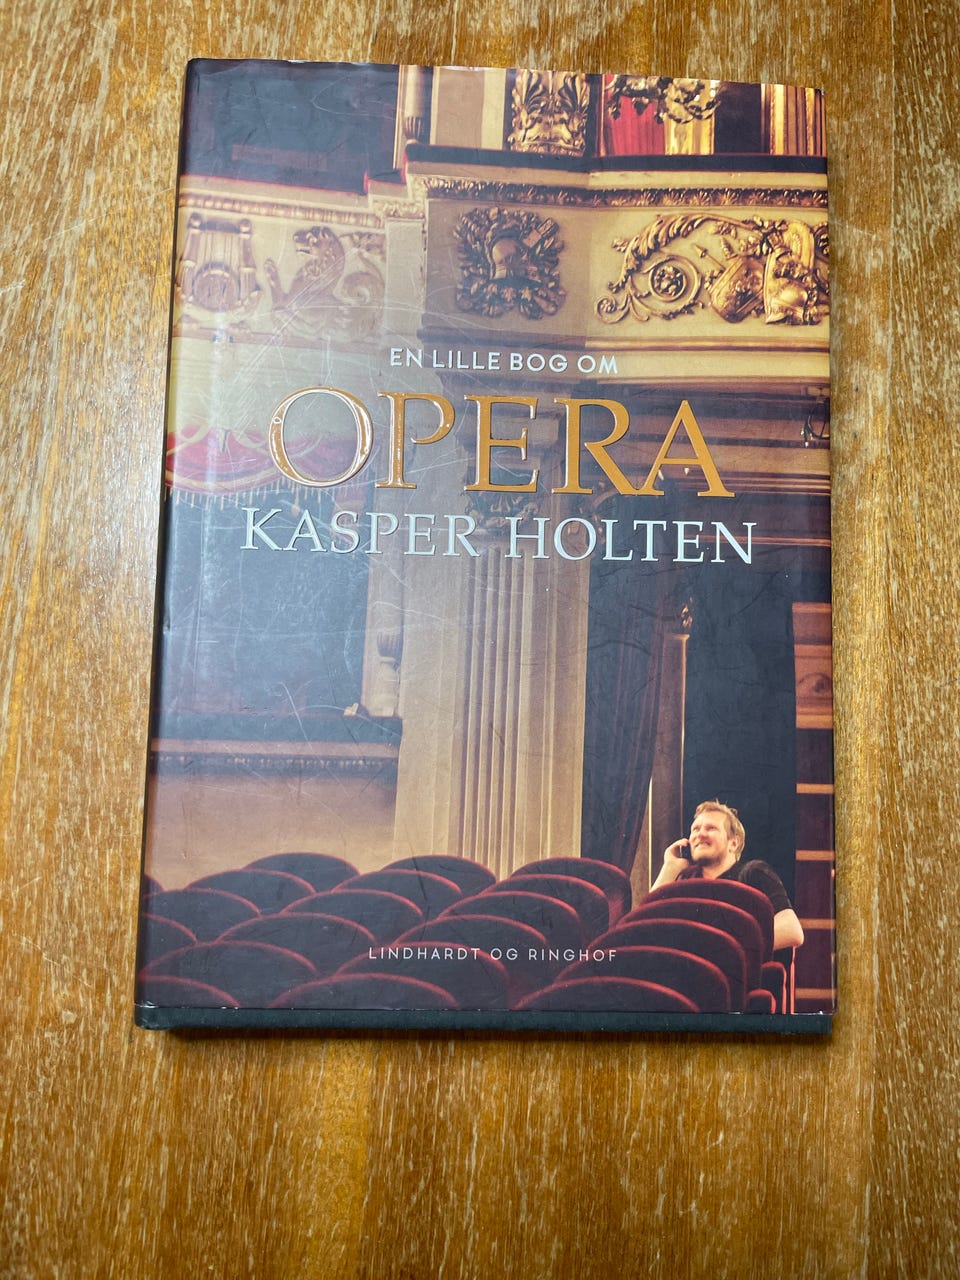 EN LILLE BOG OM
OPERA
KASPER HOLTEN
LINDHARDT OG RINGHOF